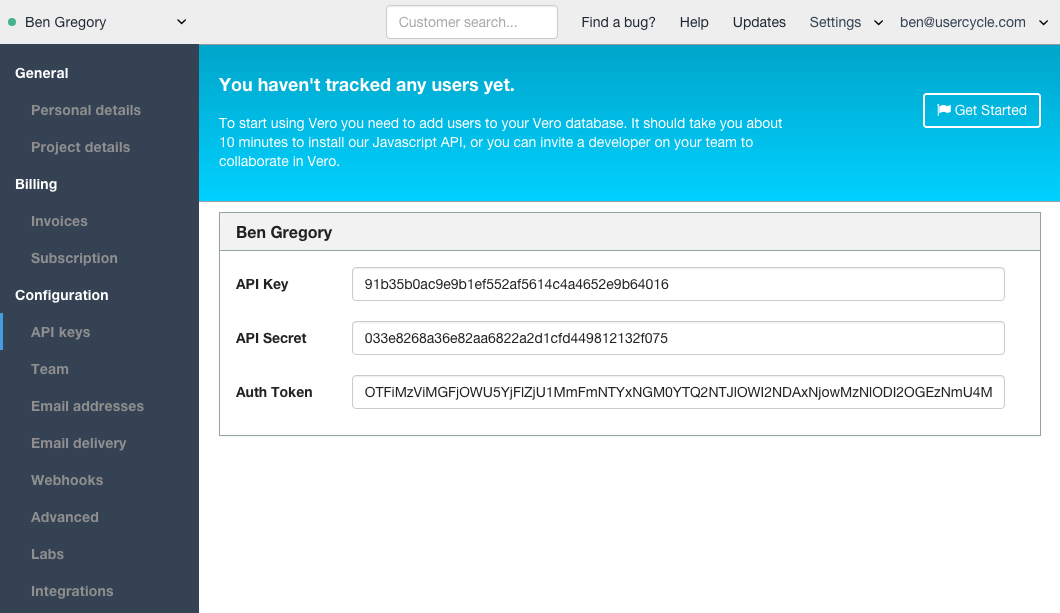 Ben Gregory
Customer search...
Find a bug?
Help
Updates
Settings
ben@usercycle.com
General
Personal details
Project details
Billing
Invoices
Subscription
Configuration
API keys
Team
Email addresses
Email delivery
Webhooks
Advanced
Labs
Integrations
You haven't tracked any users yet.
To start using Vero you need to add users to your Vero database. It should take you about
10 minutes to install our Javascript API, or you can invite a developer on your team to
collaborate in Vero.
Get Started
Ben Gregory
API Key
91b35b0ac9e9b1ef552af5614c4a4652e9b64016
API Secret
033e8268a36e82aa6822a2d1cfd449812132f075
Auth Token
OTFiMzViMGFjOWU5YjFlZjU1MmFmNTYxNGM0YTQ2NTJlOWI2NDAxNjowMzNlODI2OGEzNmU4M